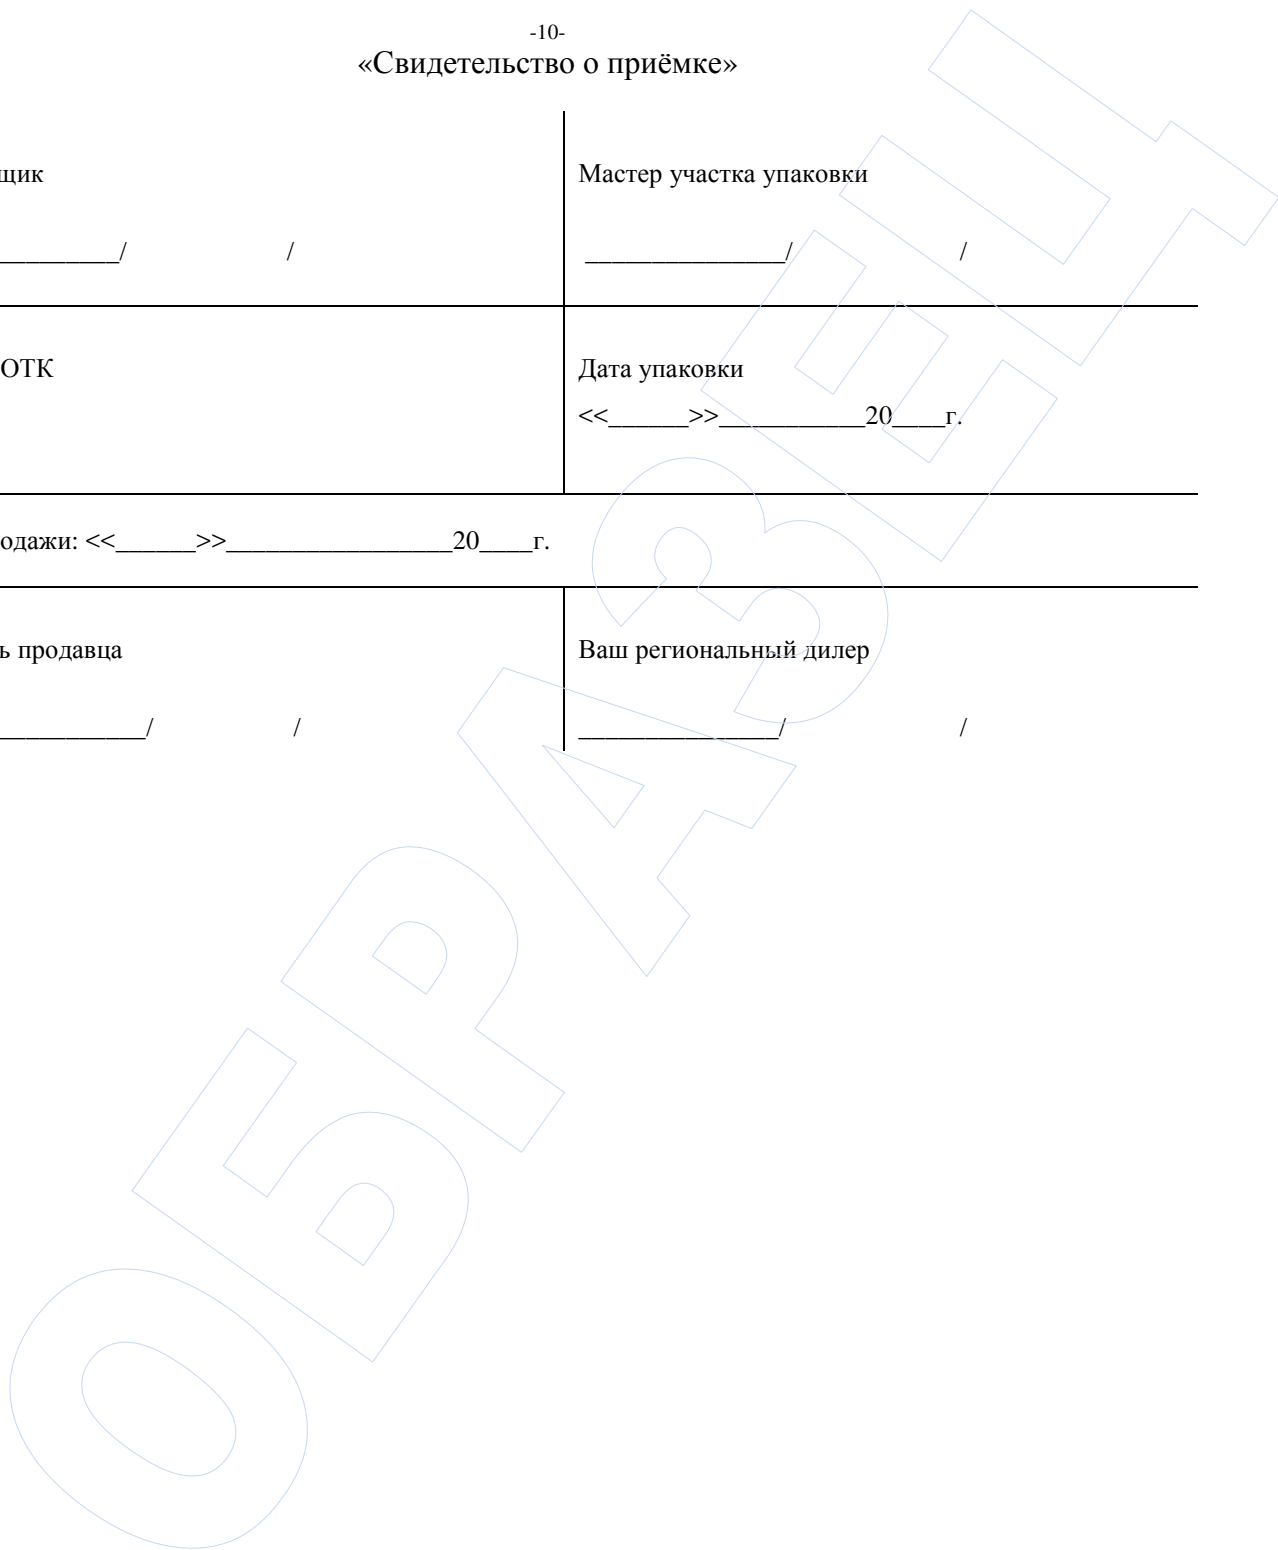 -10-
«Свидетельство о приёмке»
щик
Мастер участка упаковки
_________/ /
_______________/ /
ОТК
Дата упаковки
<<______>>___________20____г.
одажи: <<______>>_________________20____г.
ь продавца
Ваш региональный дилер
___________/ /
_______________/ /
ОБРАЗЕЦ